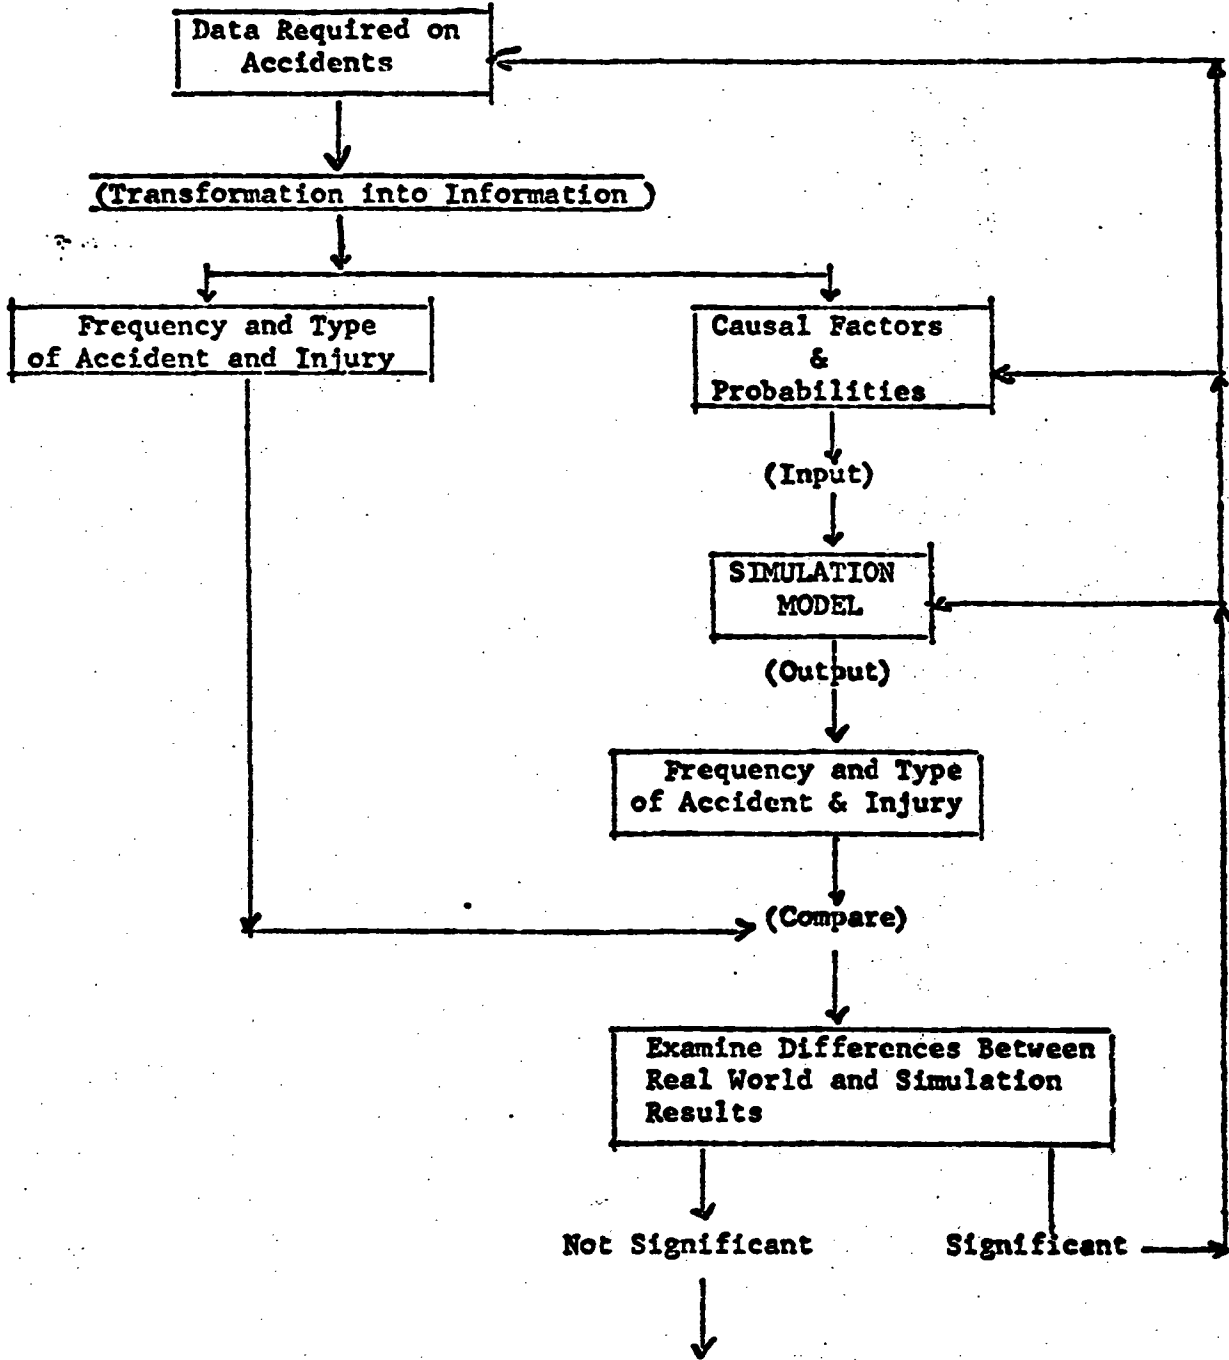 Data Required on
Accidents
(Transformation into Information )
Frequency and Type
of Accident and Injury
Causal Factors
&
Probabilities
(Input)
SIMULATION
MODEL
(Output)
Frequency and Type
of Accident & Injury
(Compare)
Examine Differences Between
Real World and Simulation
Results
Not Significant
Significant